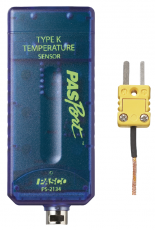 TYPE K
TEMPERATURE
SENSOR
PASPort
PASCO
PS-2134